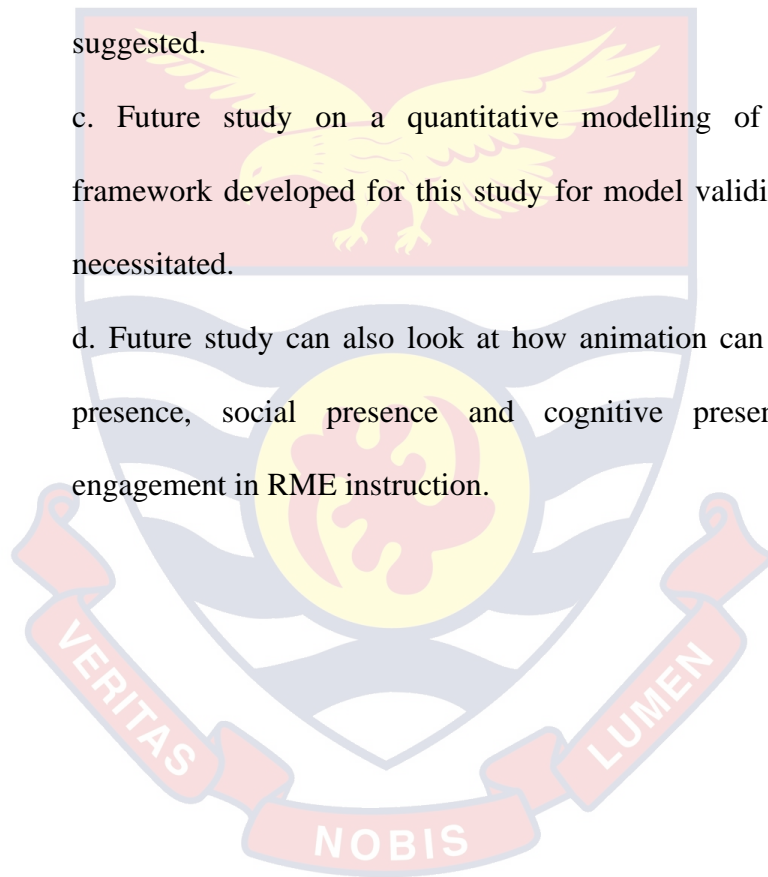 suggested.
c. Future study on a quantitative modelling of
framework developed for this study for model validi
necessitated.
d. Future study can also look at how animation can
presence, social presence and cognitive presen
engagement in RME instruction.
VERITAS
NOBIS
LUMEN